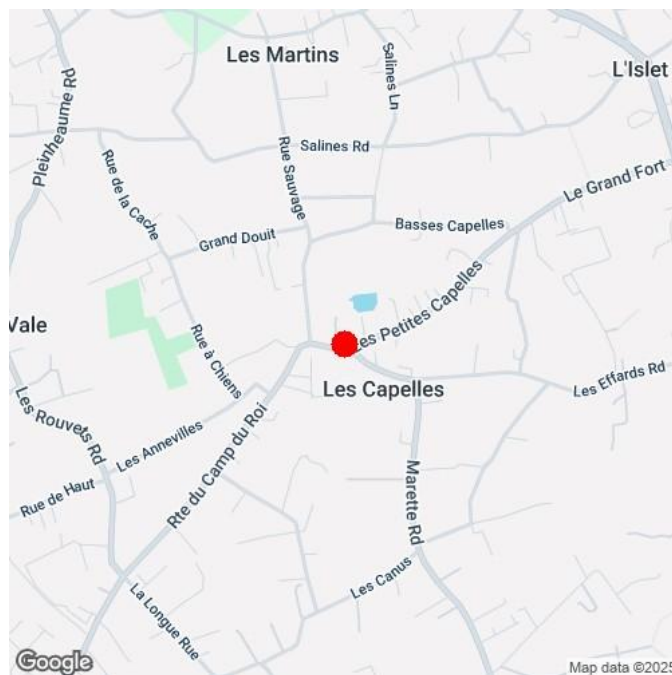 Les Martins
Salines Ln
L'Islet
Pleinheaume Rd
Salines Rd
Rue de la Cache
Rue Sauvage
Le Grand Fort
Grand Douit
Basses Capelles
Vale
Les Petites Capelles
Rue à Chiens
Les Capelles
Les Effards Rd
Les Rouvets Rd
Les Annevilles
Rte du Camp du Roi
Rue de Haut
Marette Rd
Les Canus
La Longue Rue
Google
Map data ©2025